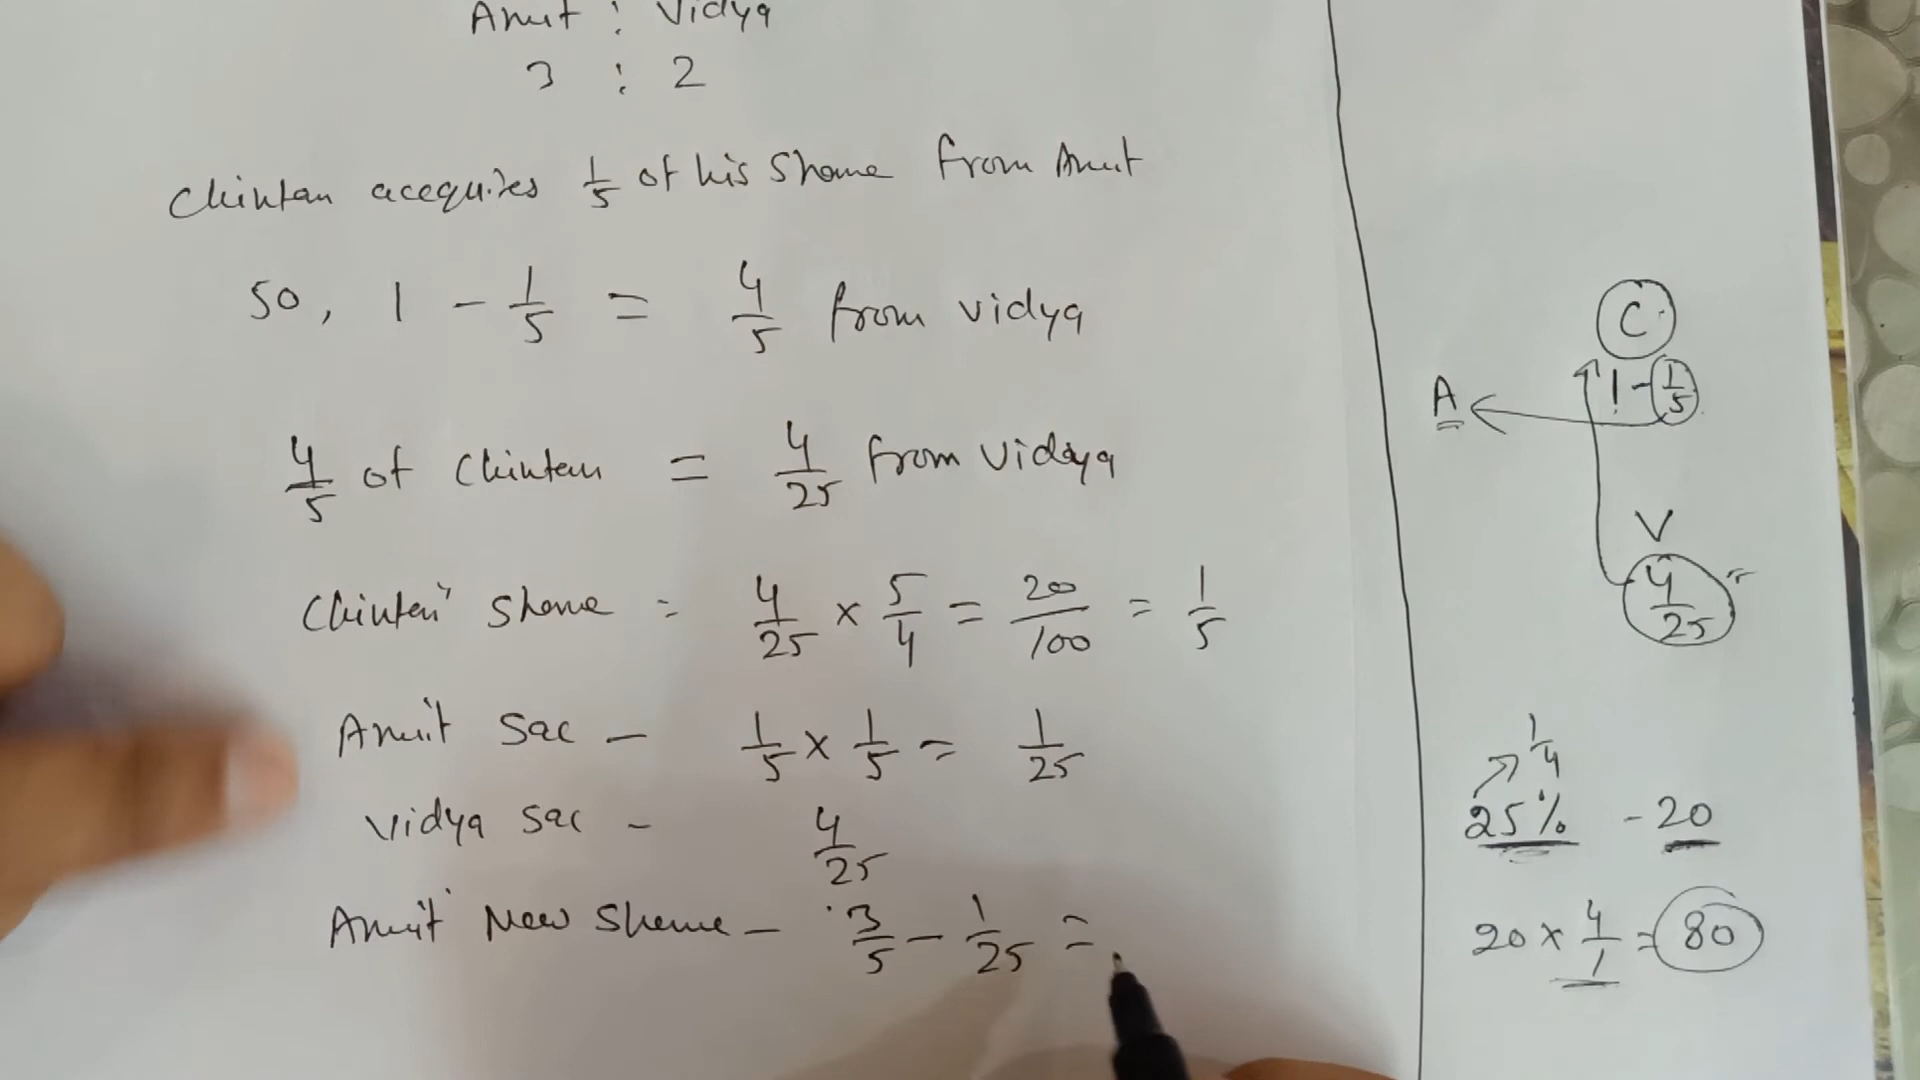 Amit : Vidya
3 : 2
Chintan acequires 1/5 of his Share from Amit
So, 1 - 1/5 = 4/5 from vidya
4/5 of Chintan = 4/25 from Vidya
Chintan' Share = 4/25 × 5/4 = 20/100 = 1/5
Amit Sac - 1/5 × 1/5 = 1/25
Vidya Sac - 4/25
Amit New Share - 3/5 - 1/25 =
C
A 1 - 1/5
V
4/25
1/4
25% - 20
20 × 4/1 = 80